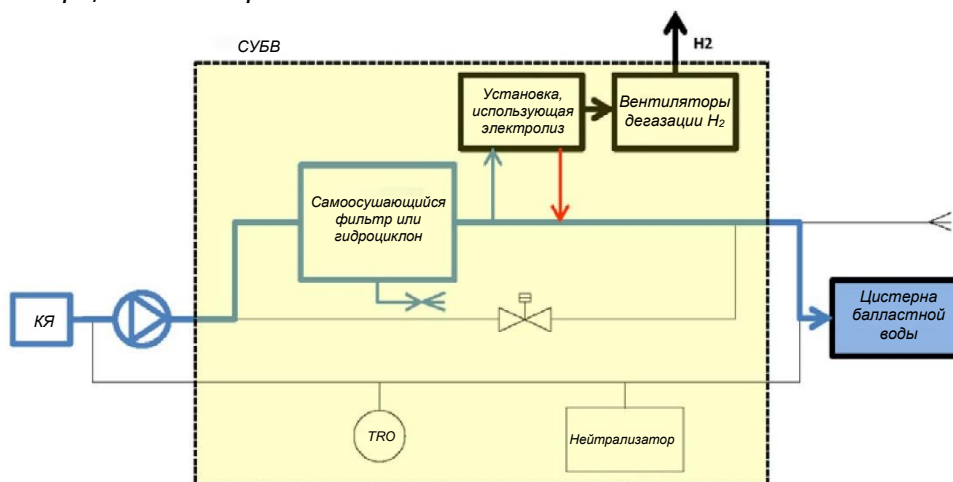 СУБВ
H2
Установка,
использующая
электролиз
Вентиляторы
дегазации H₂
Самоосушающийся
фильтр или
гидроциклон
КЯ
Цистерна
балластной
воды
TRO
Нейтрализатор